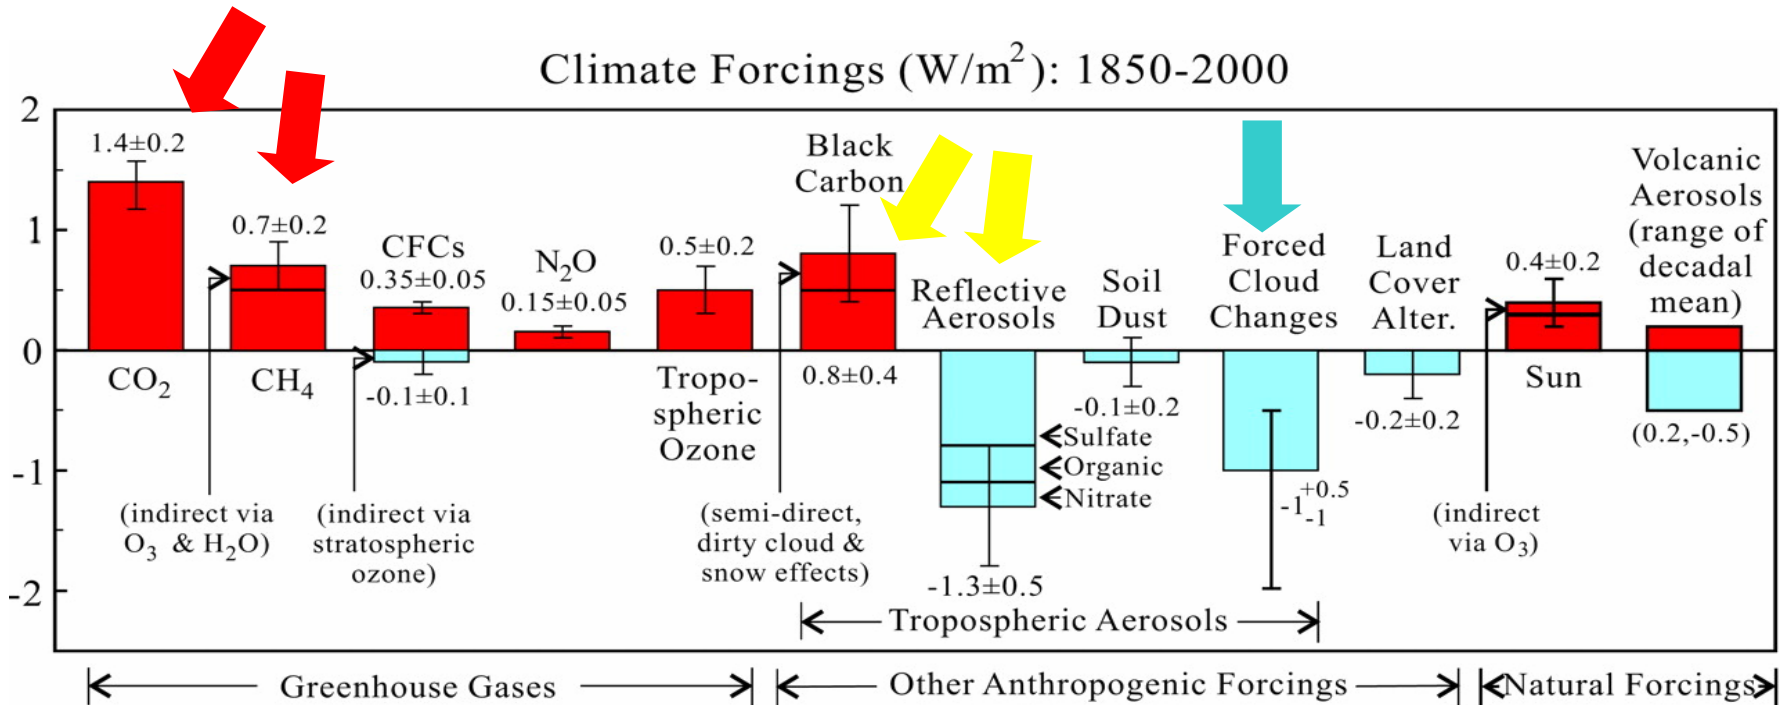 Climate Forcings (W/m²): 1850-2000
2
1
0
-1
-2
1.4±0.2
CO₂
0.7±0.2
CH₄
(indirect via
O₃ & H₂O)
CFCs
0.35±0.05
-0.1±0.1
(indirect via
stratospheric
ozone)
N₂O
0.15±0.05
0.5±0.2
Tropo-
spheric
Ozone
Black
Carbon
0.8±0.4
(semi-direct,
dirty cloud &
snow effects)
Reflective
Aerosols
Sulfate
Organic
Nitrate
-1.3±0.5
Soil
Dust
-0.1±0.2
Forced
Cloud
Changes
-1 +0.5 -1
Land
Cover
Alter.
-0.2±0.2
0.4±0.2
Sun
(indirect
via O₃)
Volcanic
Aerosols
(range of
decadal
mean)
(0.2,-0.5)
Tropospheric Aerosols
Greenhouse Gases
Other Anthropogenic Forcings
Natural Forcings